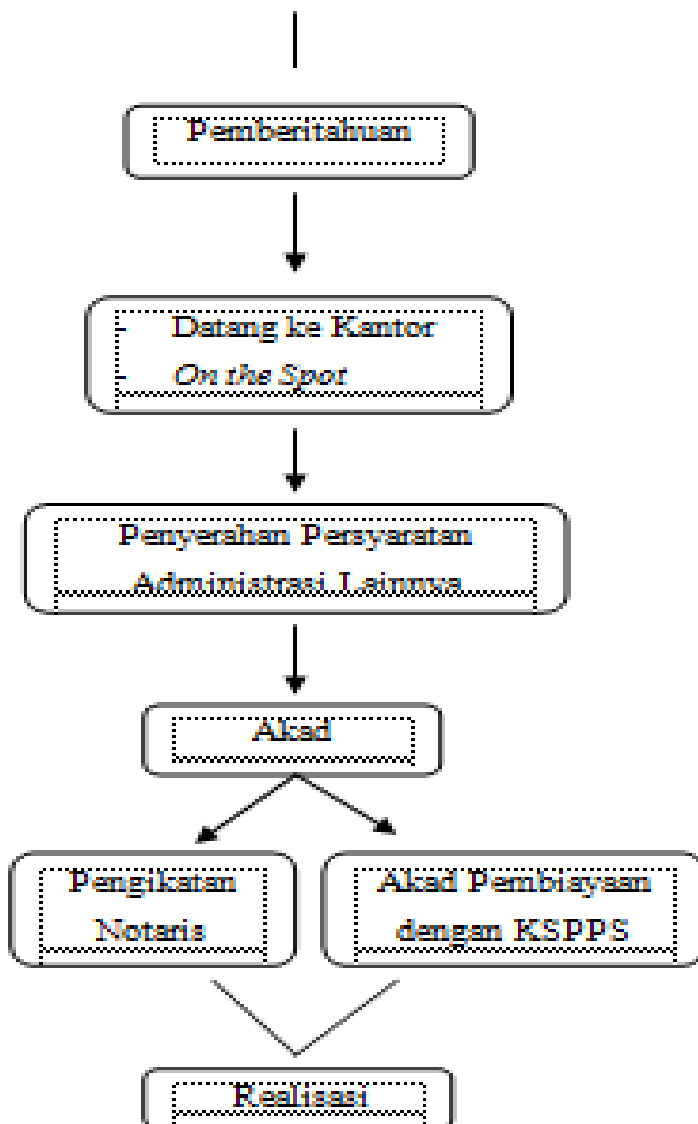 Pemberitahuan
- Datang ke Kantor
- On the Spot
Penyerahan Persyaratan
Administrasi Lainnya
Akad
Pengikatan
Notaris
Akad Pembiayaan
dengan KSPPS
Realisasi